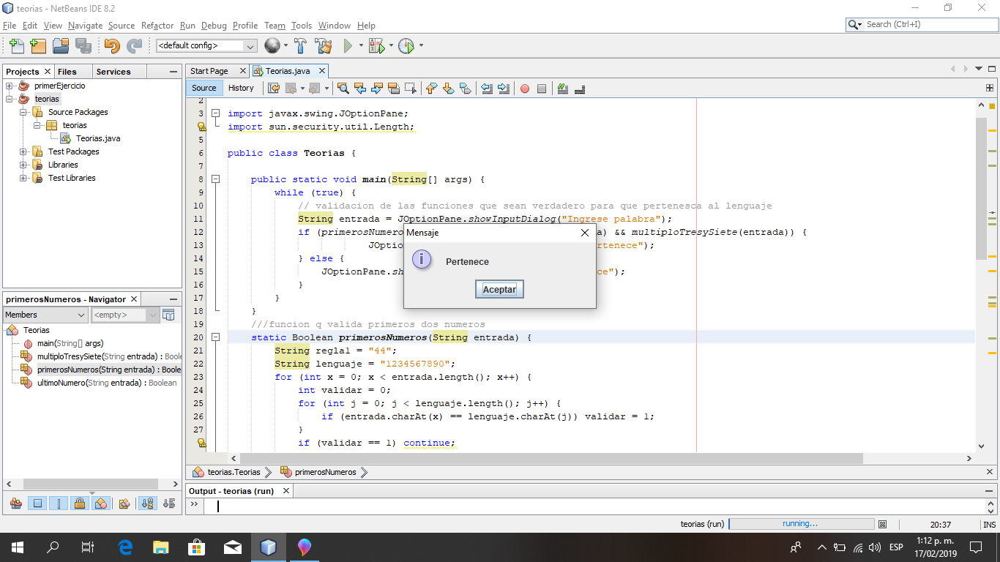 teorias - NetBeans IDE 8.2
File Edit View Navigate Source Refactor Run Debug Profile Team Tools Window Help
Search (Ctrl+I)
<default config>
Projects
Files
Services
primerEjercicio
teorias
Source Packages
teorias
Teorias.java
Test Packages
Libraries
Test Libraries
primerosNumeros - Navigator
Members
<empty>
Teorias
main(String[] args)
multiploTresySiete(String entrada) : Boole
primerosNumeros(String entrada) : Boole
ultimoNumero(String entrada) : Boolean
Start Page
Teorias.java
Source
History
2
3 import javax.swing.JOptionPane;
import sun.security.util.Length;
5
6 public class Teorias {
7
8 public static void main(String[] args) {
9 while (true) {
10 // validacion de las funciones que sean verdadero para que pertenesca al lenguaje
11 String entrada = JOptionPane.showInputDialog("Ingrese palabra");
12 if (primerosNume) && multiploTresySiete(entrada)) {
13 JOptio rtenece");
14 } else {
15 JOptionPane.sh ce");
16 }
17 }
18 }
19 ///funcion q valida primeros dos numeros
20 static Boolean primerosNumeros(String entrada) {
21 String regla1 = "44";
22 String lenguaje = "1234567890";
23 for (int x = 0; x < entrada.length(); x++) {
24 int validar = 0;
25 for (int j = 0; j < lenguaje.length(); j++) {
26 if (entrada.charAt(x) == lenguaje.charAt(j)) validar = 1;
27 }
if (validar == 1) continue;
Mensaje
Pertenece
Aceptar
teorias.Teorias
primerosNumeros
Output - teorias (run)
teorias (run)
running...
20:37
INS
ESP
1:12 p. m.
17/02/2019